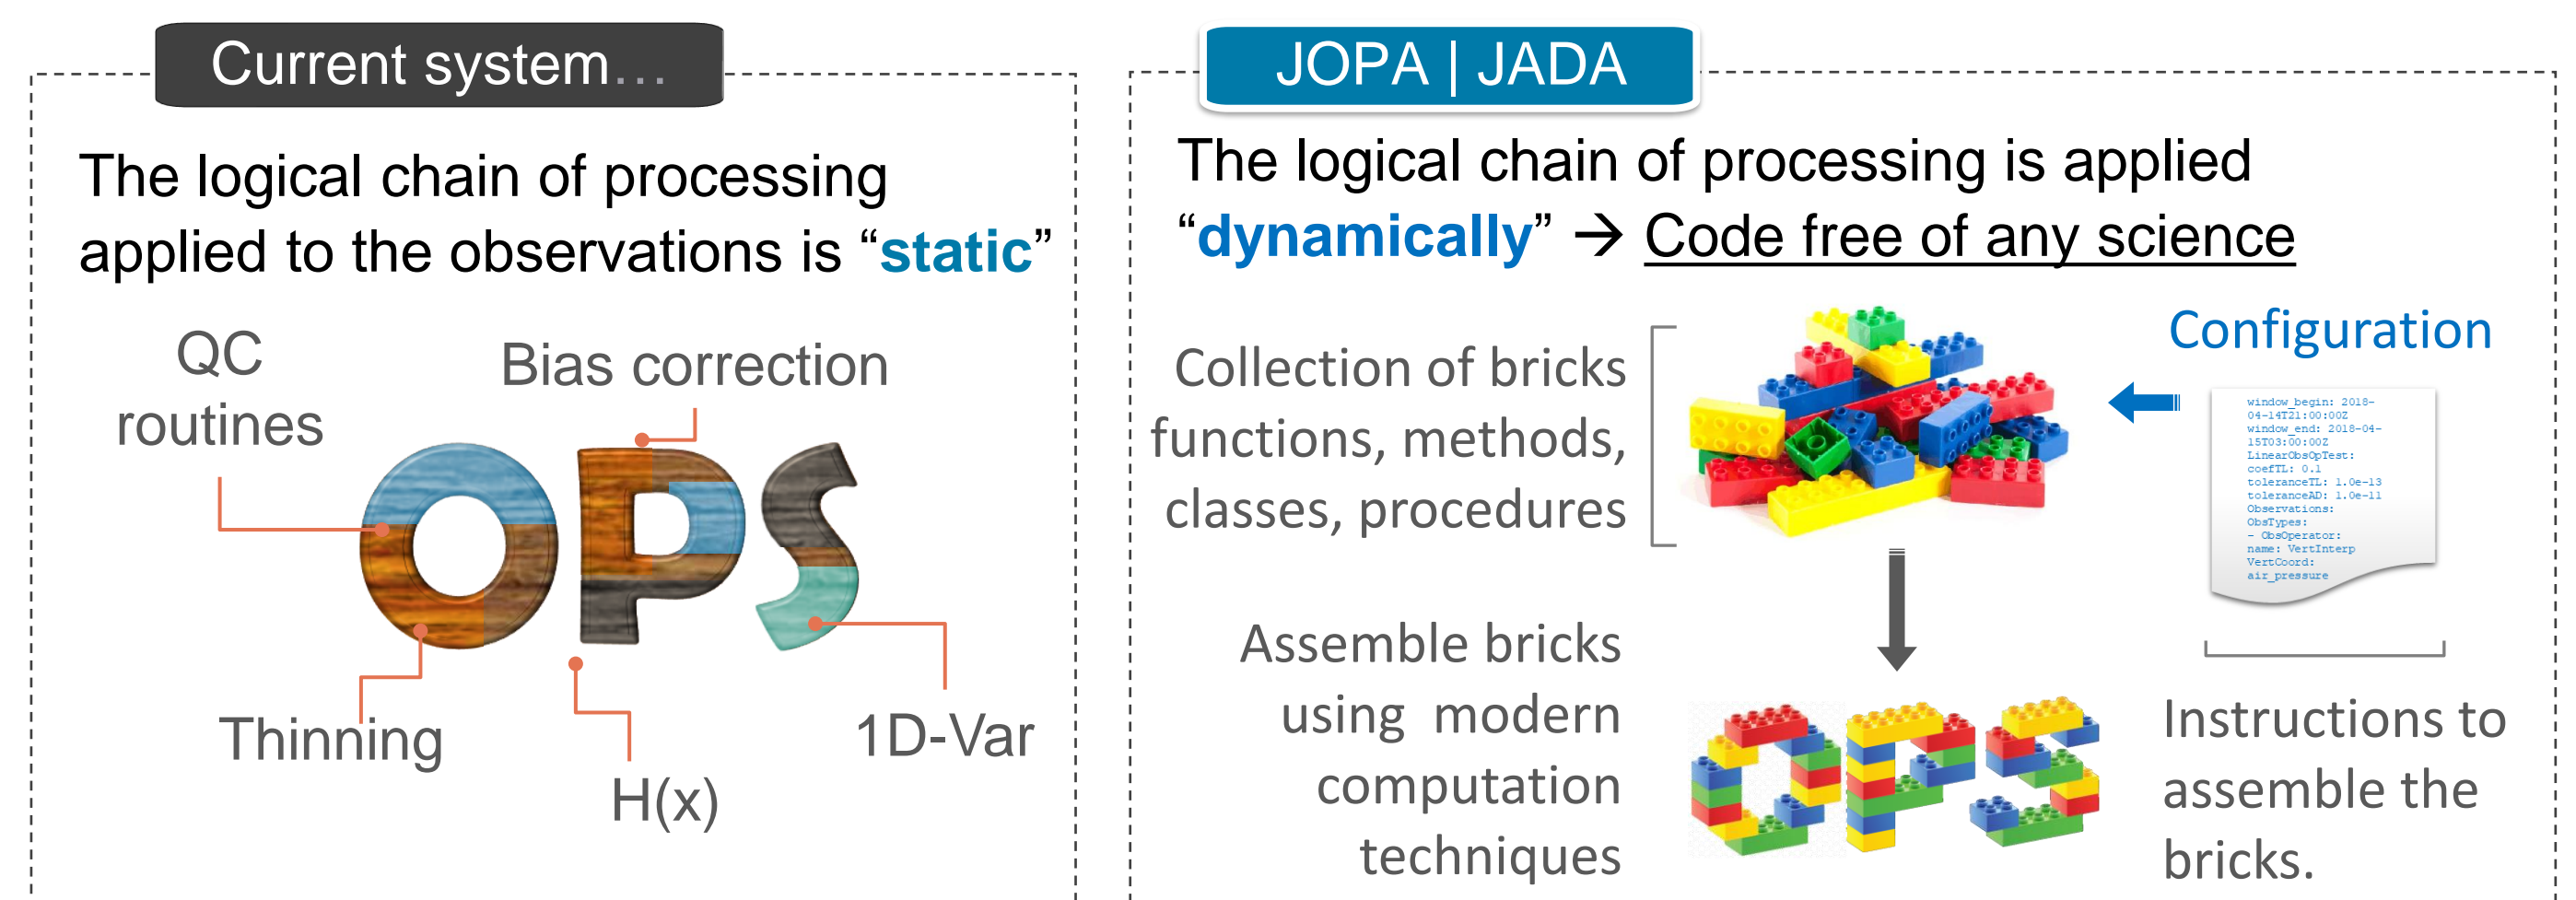 Current system…
The logical chain of processing
applied to the observations is “static”
QC
routines
Bias correction
OPS
Thinning
H(x)
1D-Var
JOPA | JADA
The logical chain of processing is applied
“dynamically” → Code free of any science
Collection of bricks
functions, methods,
classes, procedures
Configuration
window_begin: 2018-
04-14T21:00:00Z
window_end: 2018-04-
15T03:00:00Z
LinearObsOpTest:
coefTL: 0.1
toleranceTL: 1.0e-13
toleranceAD: 1.0e-11
Observations:
ObsTypes:
- ObsOperator:
name: VertInterp
VertCoord:
air_pressure
Assemble bricks
using  modern
computation
techniques
OPS
Instructions to
assemble the
bricks.